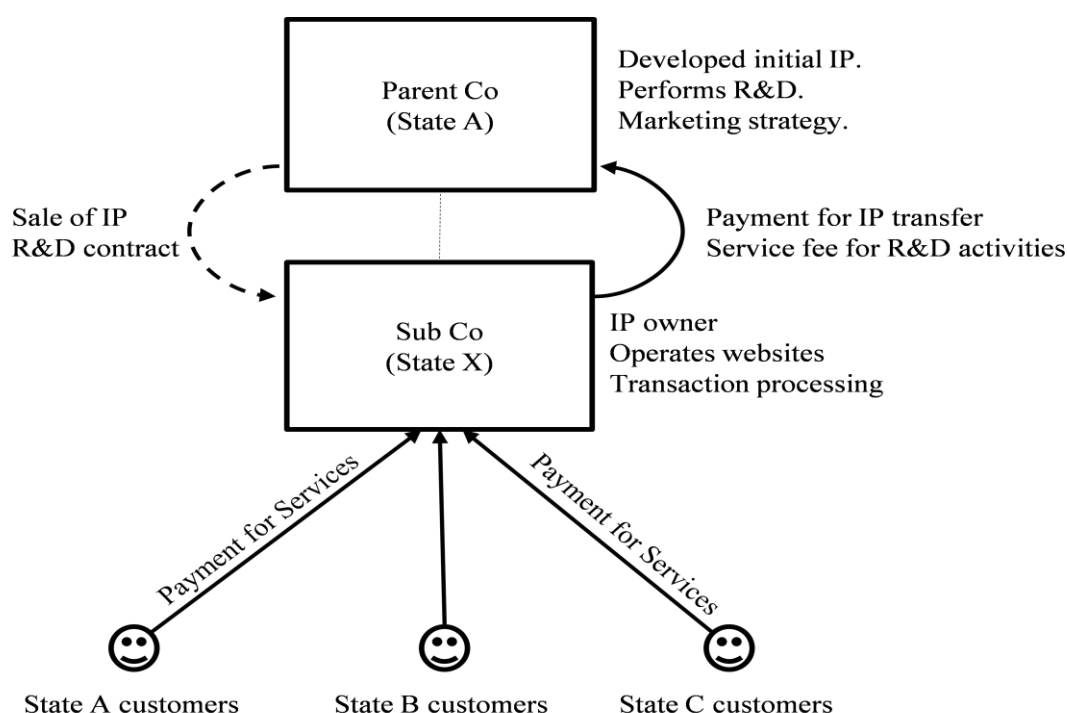 Parent Co
(State A)
Developed initial IP.
Performs R&D.
Marketing strategy.
Sale of IP
R&D contract
Payment for IP transfer
Service fee for R&D activities
Sub Co
(State X)
IP owner
Operates websites
Transaction processing
Payment for Services
Payment for Services
State A customers
State B customers
State C customers